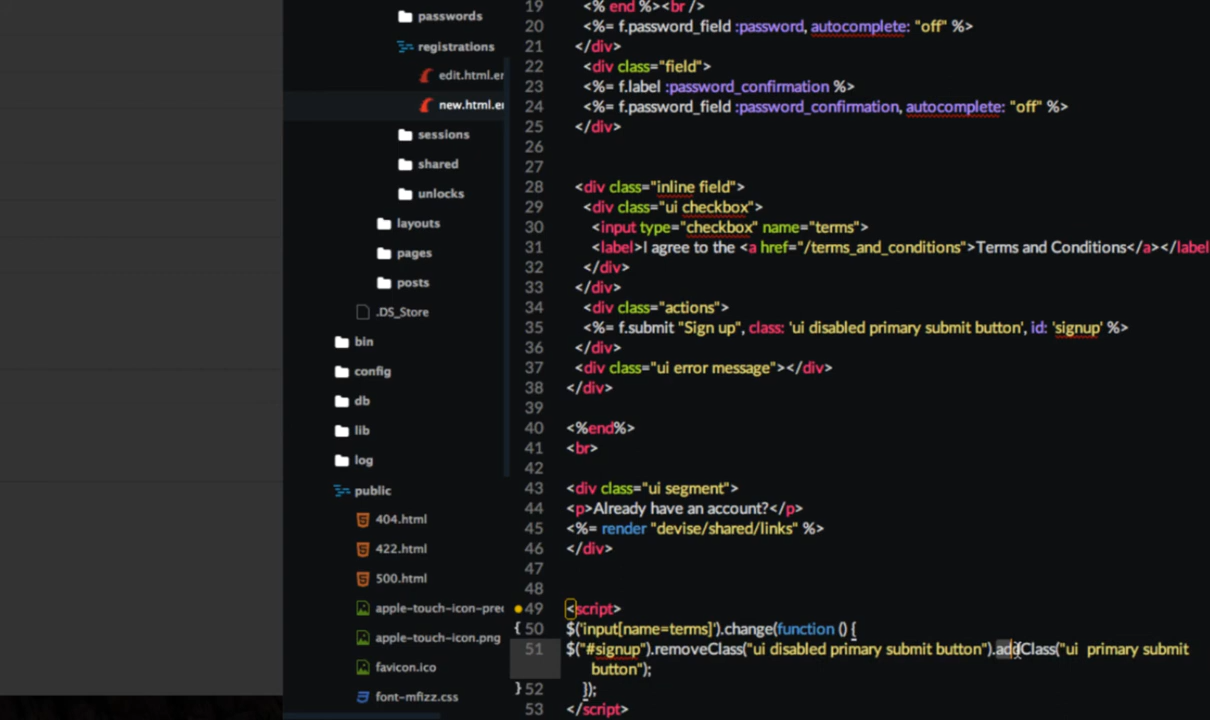 passwords
registrations
edit.html.er
new.html.er
sessions
shared
unlocks
layouts
pages
posts
.DS_Store
bin
config
db
lib
log
public
404.html
422.html
500.html
apple-touch-icon-prec
apple-touch-icon.png
favicon.ico
font-mfizz.css
19 <% end %><br />
20 <%= f.password_field :password, autocomplete: "off" %>
21 </div>
22 <div class="field">
23 <%= f.label :password_confirmation %>
24 <%= f.password_field :password_confirmation, autocomplete: "off" %>
25 </div>
26
27
28 <div class="inline field">
29 <div class="ui checkbox">
30 <input type="checkbox" name="terms">
31 <label>I agree to the <a href="/terms_and_conditions">Terms and Conditions</a></label
32 </div>
33 </div>
34 <div class="actions">
35 <%= f.submit "Sign up", class: 'ui disabled primary submit button', id: 'signup' %>
36 </div>
37 <div class="ui error message"></div>
38 </div>
39
40 <%end%>
41 <br>
42
43 <div class="ui segment">
44 <p>Already have an account?</p>
45 <%= render "devise/shared/links" %>
46 </div>
47
48
49 <script>
{ 50 $('input[name=terms]').change(function () {
51 $("#signup").removeClass("ui disabled primary submit button").addClass("ui  primary submit
button");
} 52 });
53 </script>